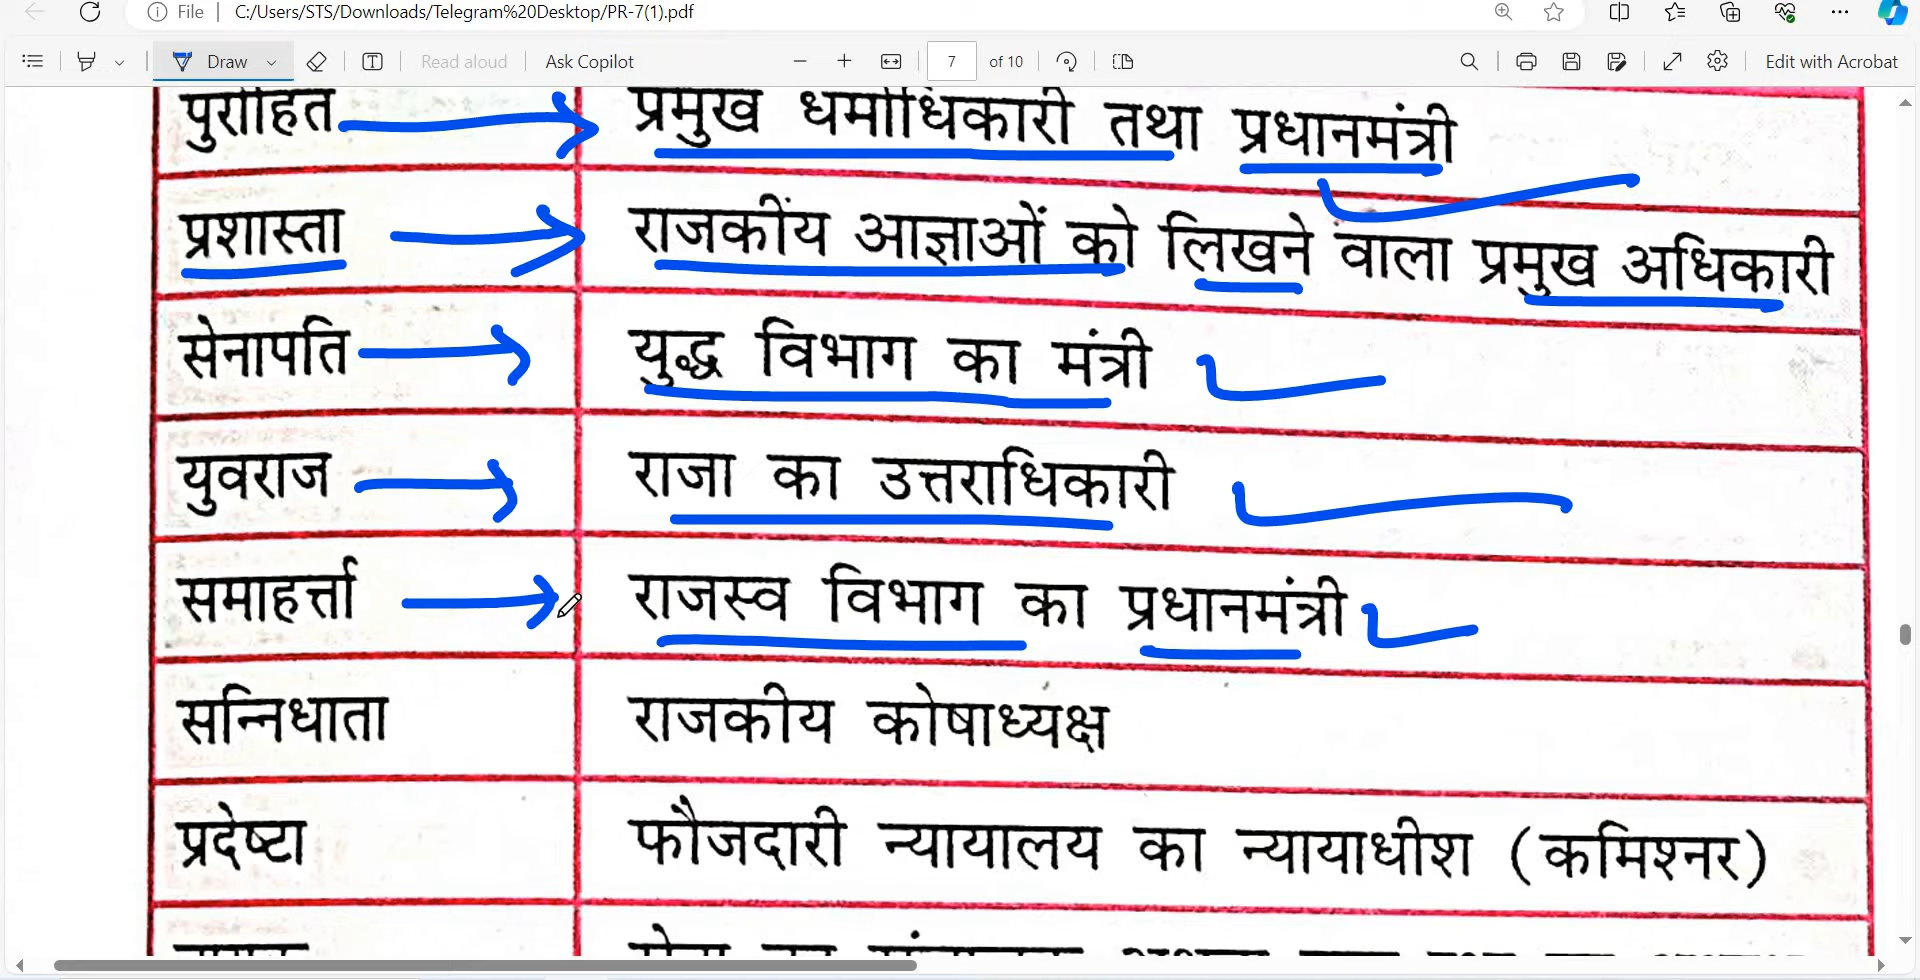 File C:/Users/STS/Downloads/Telegram%20Desktop/PR-7(1).pdf
Draw Read aloud Ask Copilot 7 of 10 Edit with Acrobat
पुरोहित प्रमुख धर्माधिकारी तथा प्रधानमंत्री
प्रशास्ता राजकींय आज्ञाओं को लिखने वाला प्रमुख अधिकारी
सेनापति युद्ध विभाग का मंत्री
युवराज राजा का उत्तराधिकारी
समाहर्त्ता राजस्व विभाग का प्रधानमंत्री
सन्निधाता राजकीय कोषाध्यक्ष
प्रदेष्टा फौजदारी न्यायालय का न्यायाधीश (कमिश्नर)